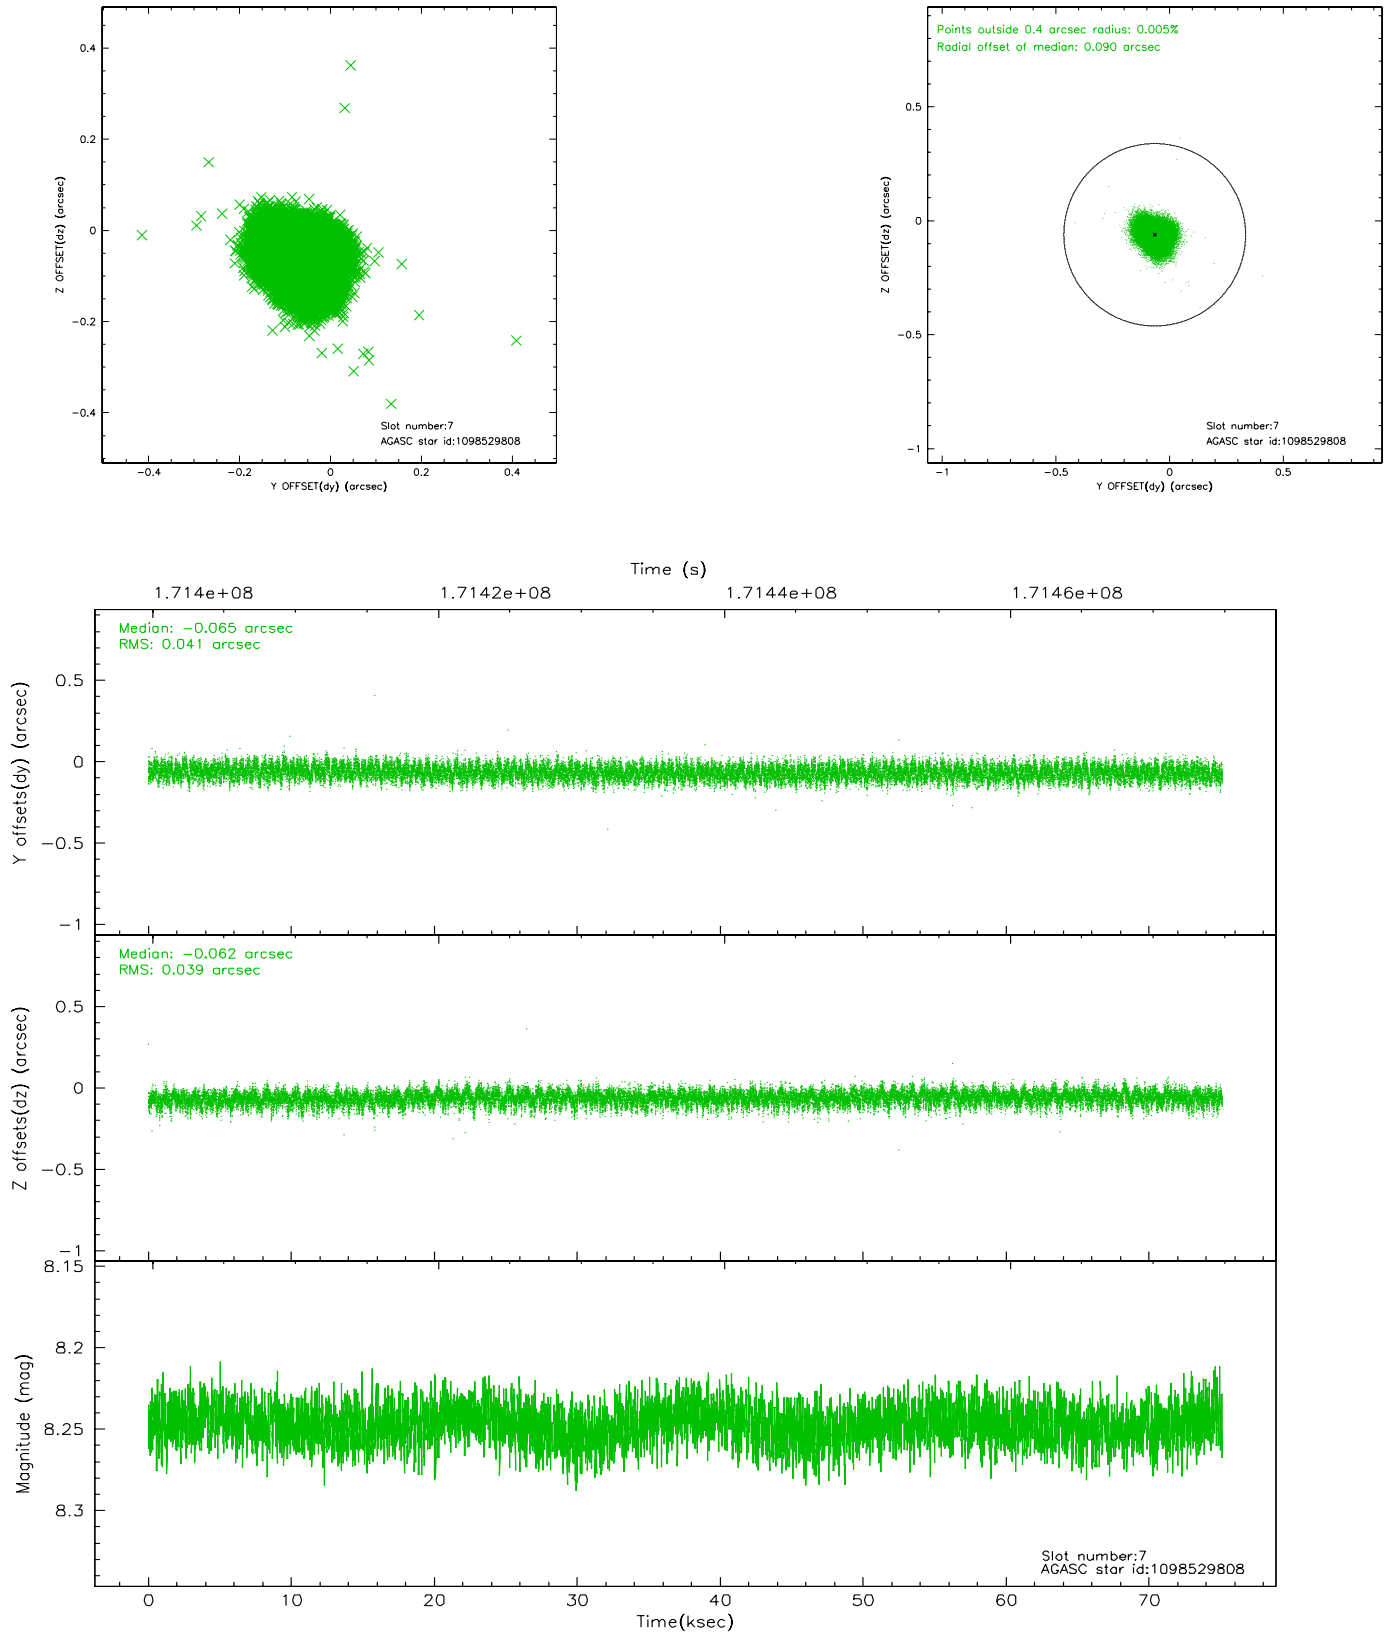 0.4
0.2
0
−0.2
−0.4
Z OFFSET(dz) (arcsec)
−0.4 −0.2 0 0.2 0.4
Y OFFSET(dy) (arcsec)
Slot number:7
AGASC star id:1098529808
Points outside 0.4 arcsec radius: 0.005%
Radial offset of median: 0.090 arcsec
0.5
0
−0.5
−1
Z OFFSET(dz) (arcsec)
−1 −0.5 0 0.5
Y OFFSET(dy) (arcsec)
Slot number:7
AGASC star id:1098529808
Time (s)
1.714e+08 1.7142e+08 1.7144e+08 1.7146e+08
Median: −0.065 arcsec
RMS: 0.041 arcsec
0.5
0
−0.5
−1
Y offsets(dy) (arcsec)
Median: −0.062 arcsec
RMS: 0.039 arcsec
0.5
0
−0.5
−1
Z offsets(dz) (arcsec)
8.15
8.2
8.25
8.3
Magnitude (mag)
Slot number:7
AGASC star id:1098529808
0 10 20 30 40 50 60 70
Time(ksec)